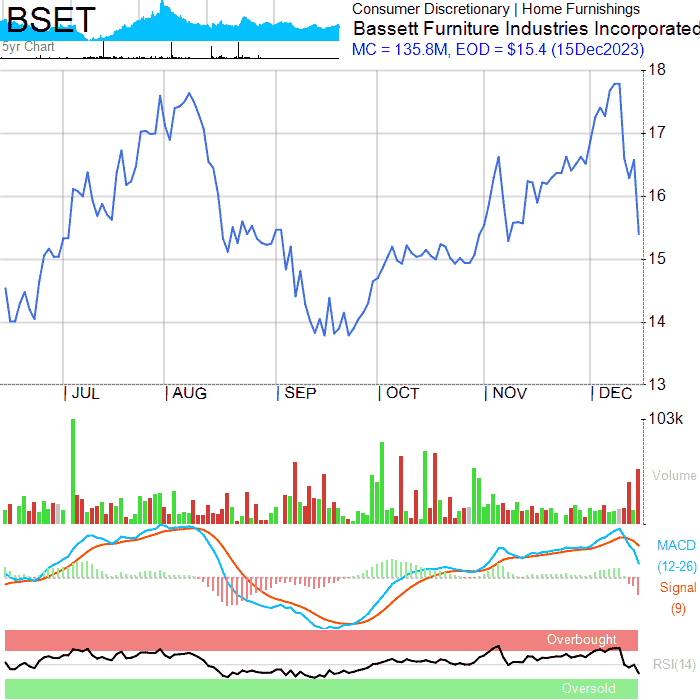 BSET
5yr Chart
Consumer Discretionary | Home Furnishings
Bassett Furniture Industries Incorporated
MC = 135.8M, EOD = $15.4 (15Dec2023)
18
17
16
15
14
13
| JUL | AUG | SEP | OCT | NOV | DEC
103k
Volume
MACD
(12-26)
Signal
(9)
Overbought
RSI(14)
Oversold